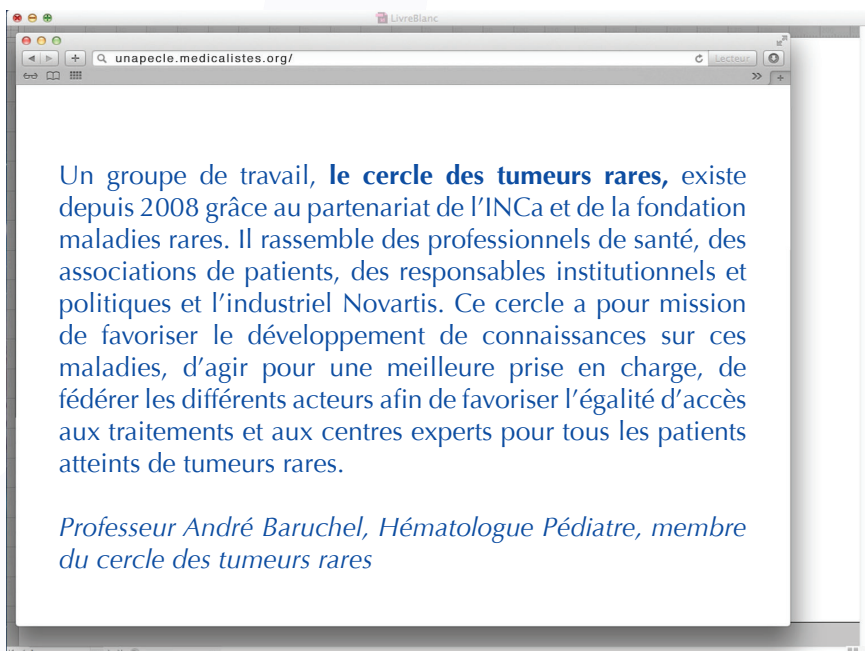 LivreBlanc
unapecle.medicalistes.org/
Lecteur
Un groupe de travail, le cercle des tumeurs rares, existe
depuis 2008 grâce au partenariat de l’INCa et de la fondation
maladies rares. Il rassemble des professionnels de santé, des
associations de patients, des responsables institutionnels et
politiques et l’industriel Novartis. Ce cercle a pour mission
de favoriser le développement de connaissances sur ces
maladies, d’agir pour une meilleure prise en charge, de
fédérer les différents acteurs afin de favoriser l’égalité d’accès
aux traitements et aux centres experts pour tous les patients
atteints de tumeurs rares.
Professeur André Baruchel, Hématologue Pédiatre, membre
du cercle des tumeurs rares